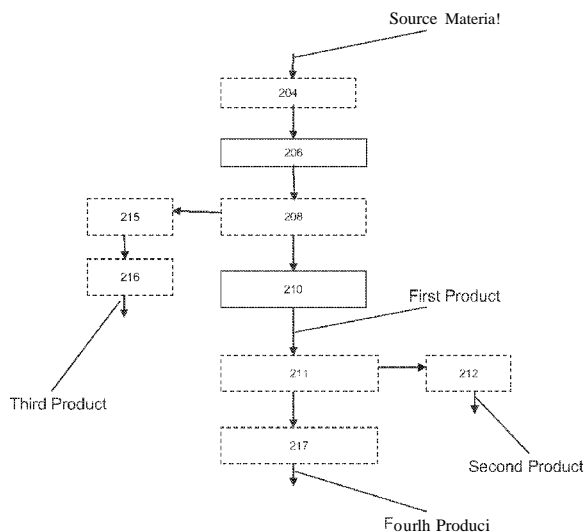 Source Materia!
204
206
215
208
216
210
First Product
211
212
Third Product
217
Second Product
Fourlh Produci